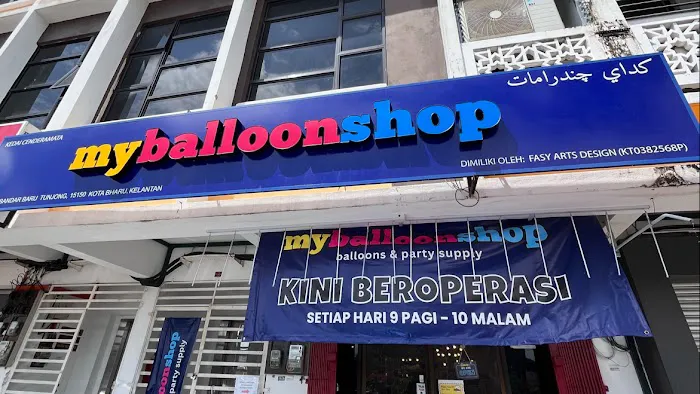 KEDAI CENDERAMATA
كداي چندرامات
myballoonshop
BANDAR BARU TUNJONG, 15150 KOTA BHARU, KELANTAN
DIMILIKI OLEH: FASY ARTS DESIGN (KT0382568P)
myballoonshop
balloons & party supply
KINI BEROPERASI
SETIAP HARI 9 PAGI - 10 MALAM
balloonshop
party supply